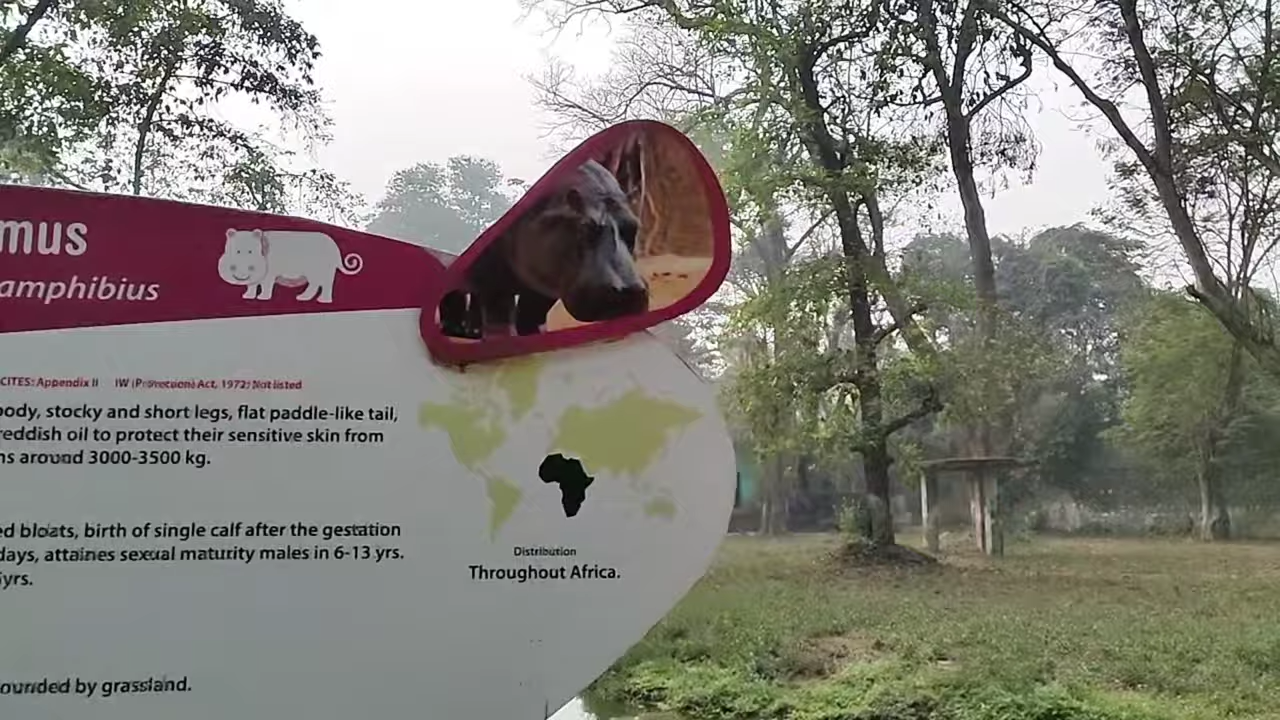 mus
amphibius
CITES: Appendix II IW (Protection) Act, 1972: Not listed
body, stocky and short legs, flat paddle-like tail,
reddish oil to protect their sensitive skin from
ns around 3000-3500 kg.
ed bloats, birth of single calf after the gestation
days, attaines sexual maturity males in 6-13 yrs.
yrs.
Distribution
Throughout Africa.
ounded by grassland.